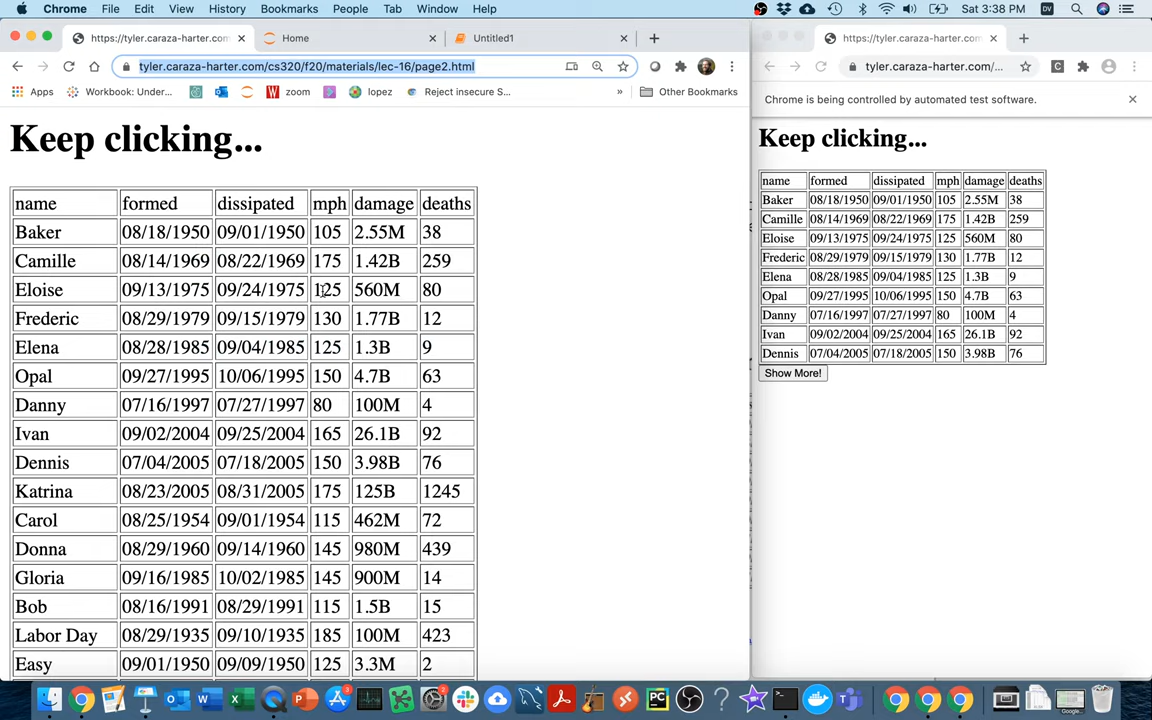 Chrome File Edit View History Bookmarks People Tab Window Help Sat 3:38 PM DV
https://tyler.caraza-harter.com Home Untitled1
tyler.caraza-harter.com/cs320/f20/materials/lec-16/page2.html
Apps Workbook: Under... zoom lopez Reject insecure S... » Other Bookmarks
Keep clicking...
name formed dissipated mph damage deaths
Baker 08/18/1950 09/01/1950 105 2.55M 38
Camille 08/14/1969 08/22/1969 175 1.42B 259
Eloise 09/13/1975 09/24/1975 125 560M 80
Frederic 08/29/1979 09/15/1979 130 1.77B 12
Elena 08/28/1985 09/04/1985 125 1.3B 9
Opal 09/27/1995 10/06/1995 150 4.7B 63
Danny 07/16/1997 07/27/1997 80 100M 4
Ivan 09/02/2004 09/25/2004 165 26.1B 92
Dennis 07/04/2005 07/18/2005 150 3.98B 76
Katrina 08/23/2005 08/31/2005 175 125B 1245
Carol 08/25/1954 09/01/1954 115 462M 72
Donna 08/29/1960 09/14/1960 145 980M 439
Gloria 09/16/1985 10/02/1985 145 900M 14
Bob 08/16/1991 08/29/1991 115 1.5B 15
Labor Day 08/29/1935 09/10/1935 185 100M 423
Easy 09/01/1950 09/09/1950 125 3.3M 2
https://tyler.caraza-harter.com
tyler.caraza-harter.com/...
Chrome is being controlled by automated test software.
Keep clicking...
name formed dissipated mph damage deaths
Baker 08/18/1950 09/01/1950 105 2.55M 38
Camille 08/14/1969 08/22/1969 175 1.42B 259
Eloise 09/13/1975 09/24/1975 125 560M 80
Frederic 08/29/1979 09/15/1979 130 1.77B 12
Elena 08/28/1985 09/04/1985 125 1.3B 9
Opal 09/27/1995 10/06/1995 150 4.7B 63
Danny 07/16/1997 07/27/1997 80 100M 4
Ivan 09/02/2004 09/25/2004 165 26.1B 92
Dennis 07/04/2005 07/18/2005 150 3.98B 76
Show More!